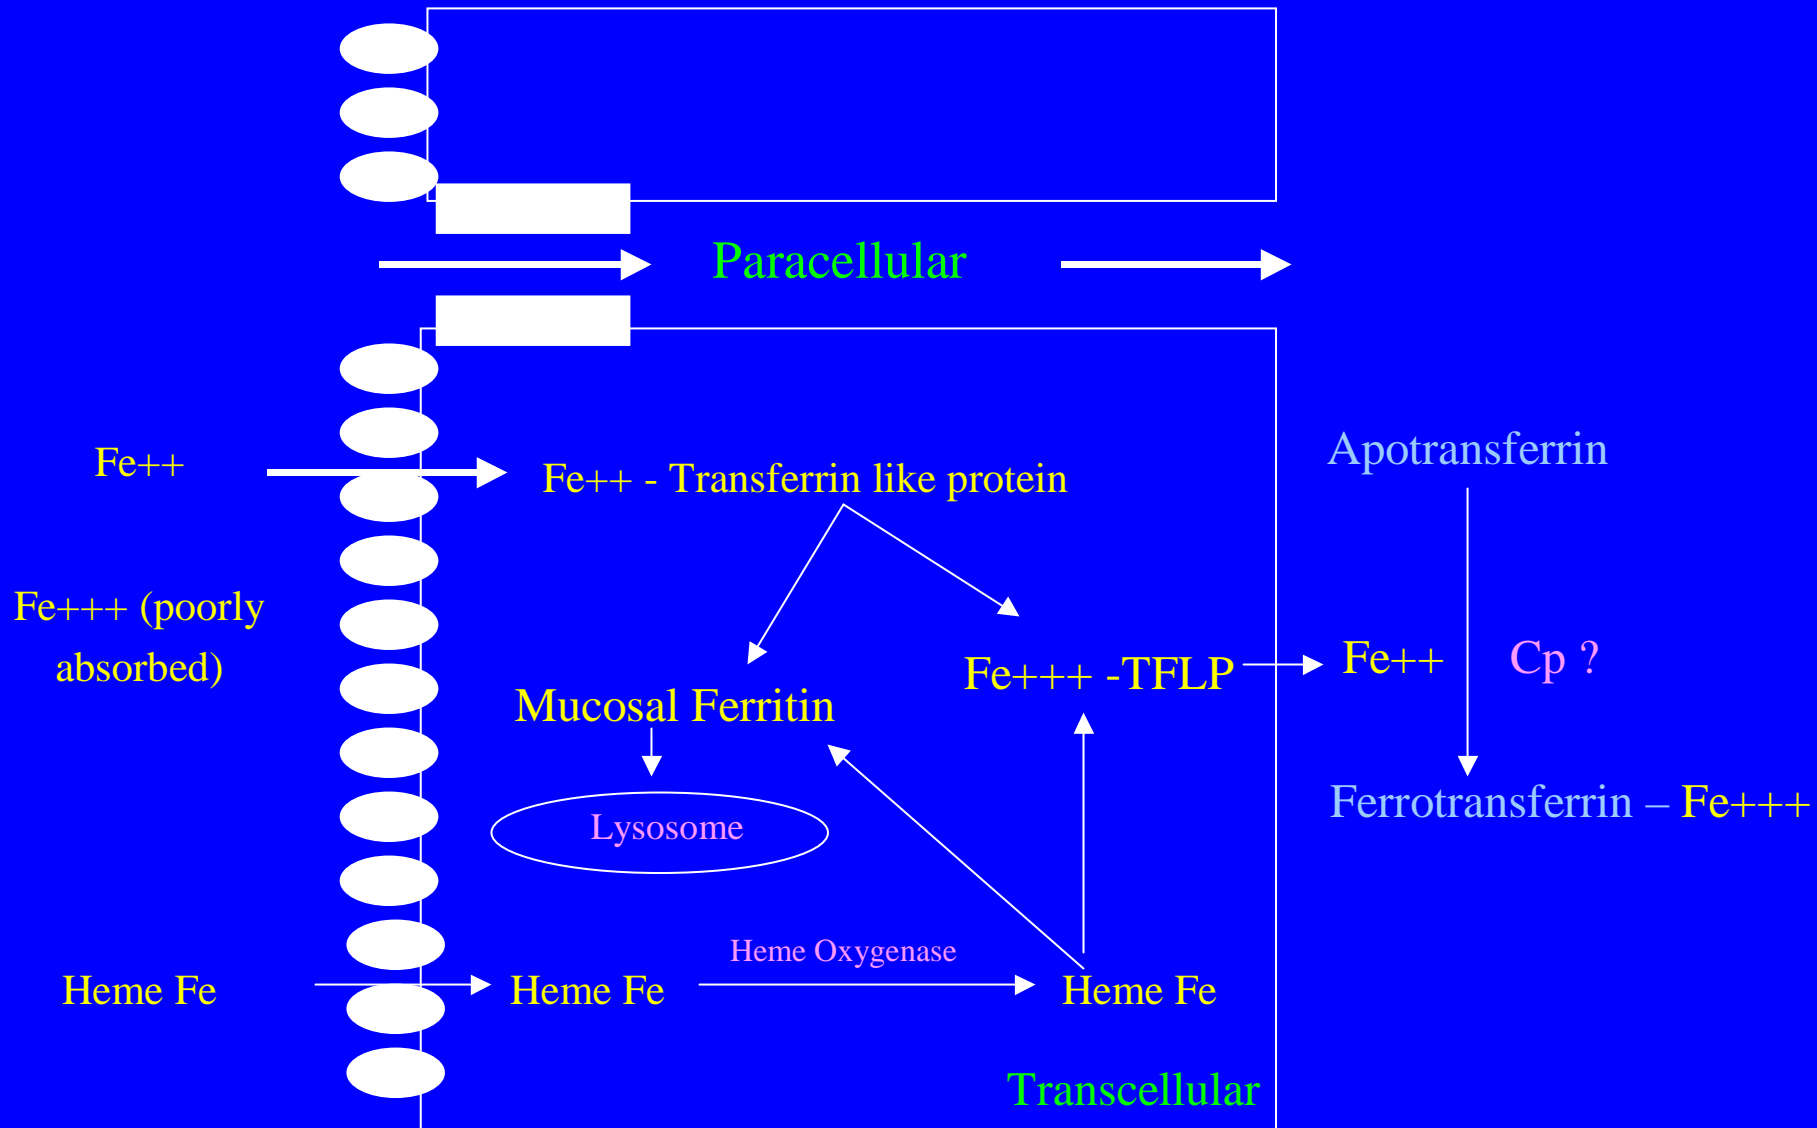 Paracellular
Fe++
Fe++ - Transferrin like protein
Apotransferrin
Fe+++ (poorly
absorbed)
Mucosal Ferritin
Fe+++ -TFLP
Fe++
Cp ?
Lysosome
Ferrotransferrin – Fe+++
Heme Fe
Heme Fe
Heme Oxygenase
Heme Fe
Transcellular